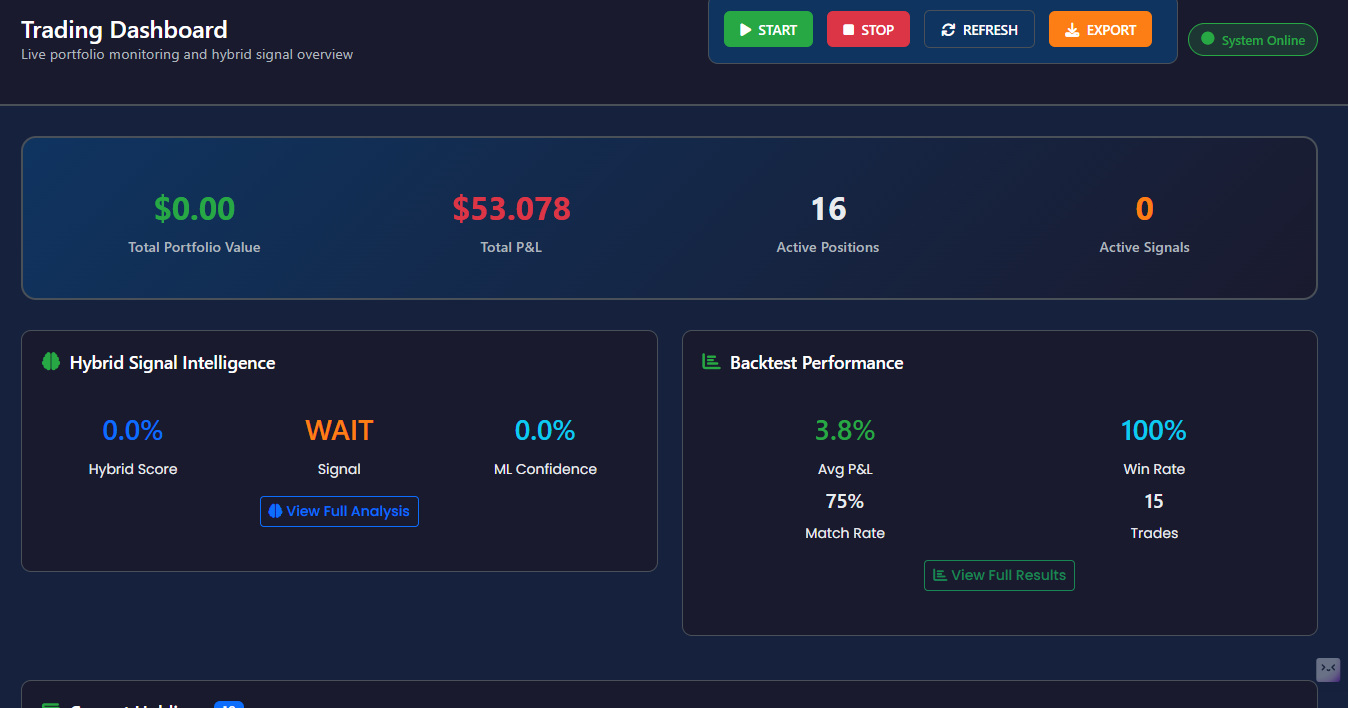 Trading Dashboard
Live portfolio monitoring and hybrid signal overview
START
STOP
REFRESH
EXPORT
System Online
$0.00
Total Portfolio Value
$53.078
Total P&L
16
Active Positions
0
Active Signals
Hybrid Signal Intelligence
0.0%
Hybrid Score
WAIT
Signal
0.0%
ML Confidence
View Full Analysis
Backtest Performance
3.8%
Avg P&L
100%
Win Rate
75%
Match Rate
15
Trades
View Full Results